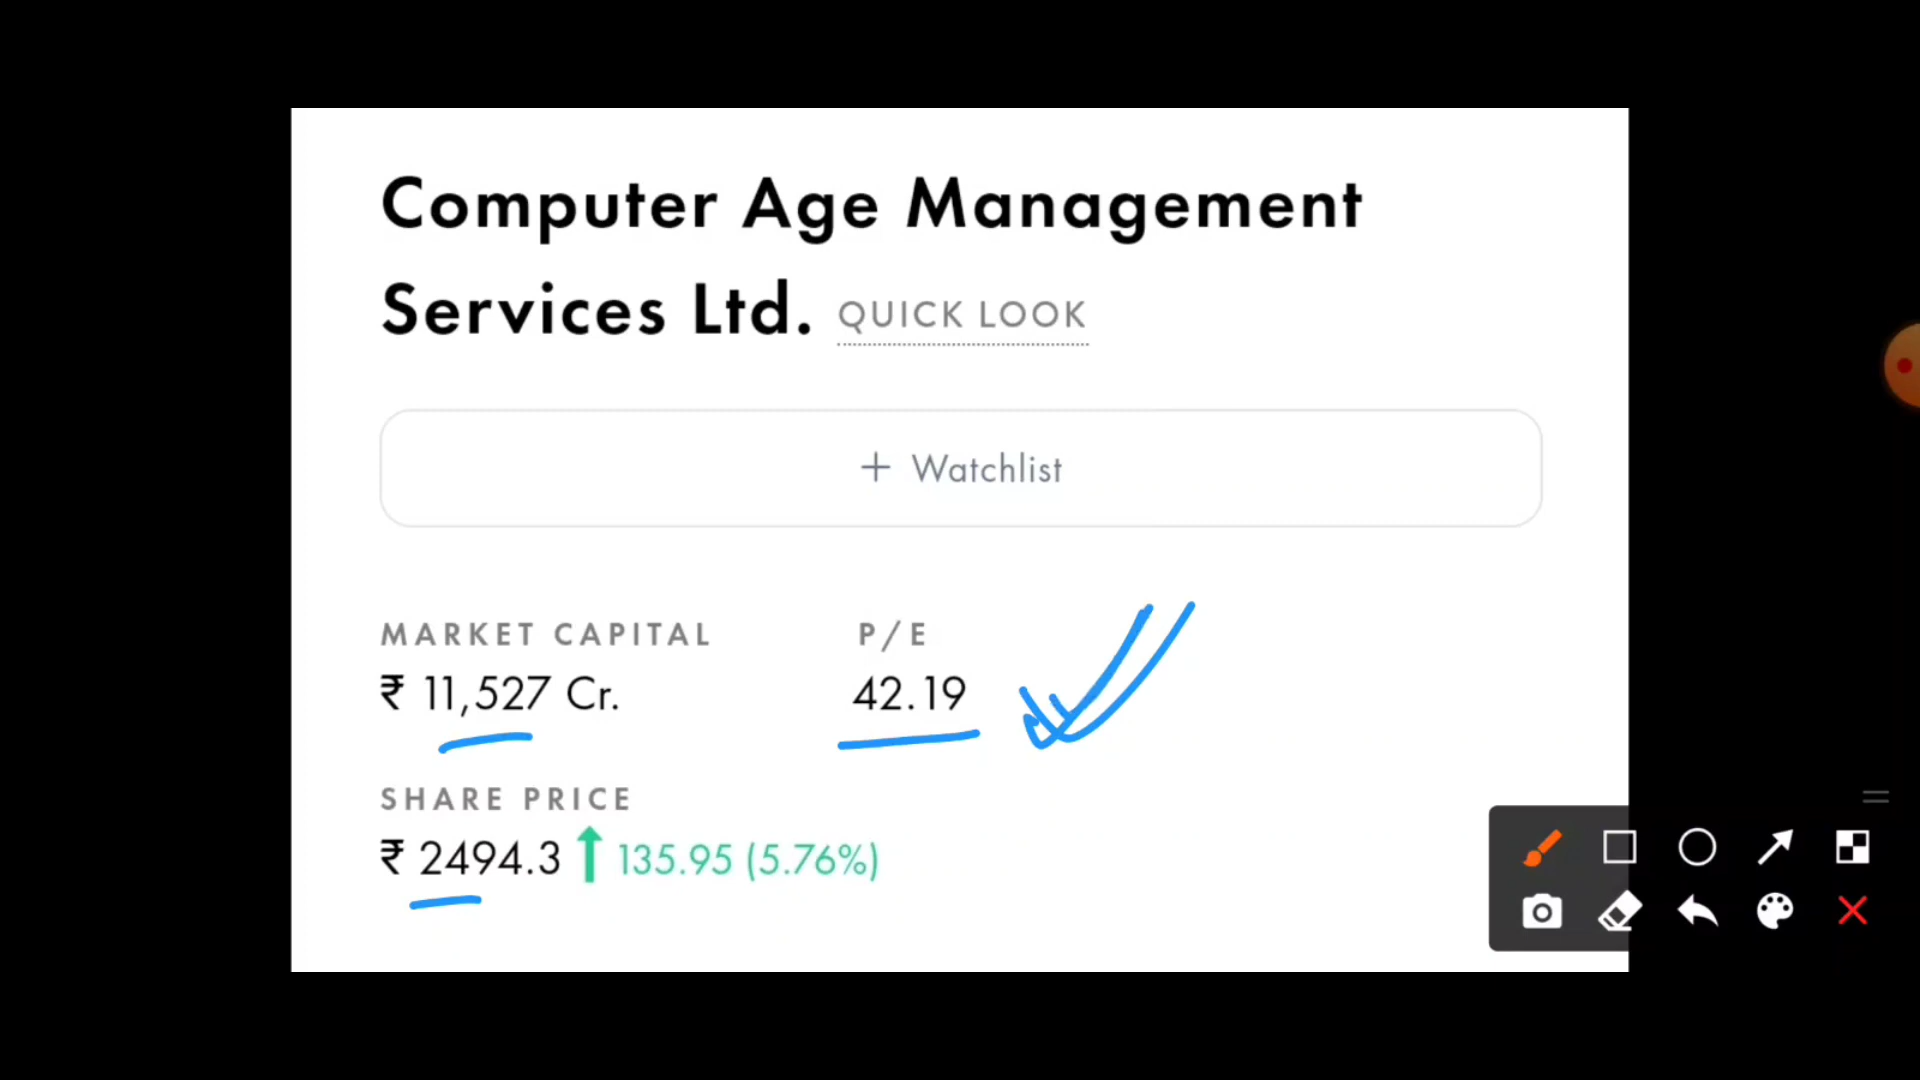 Computer Age Management
Services Ltd. QUICK LOOK
+ Watchlist
MARKET CAPITAL P/E
₹ 11,527 Cr. 42.19
SHARE PRICE
₹ 2494.3 135.95 (5.76%)